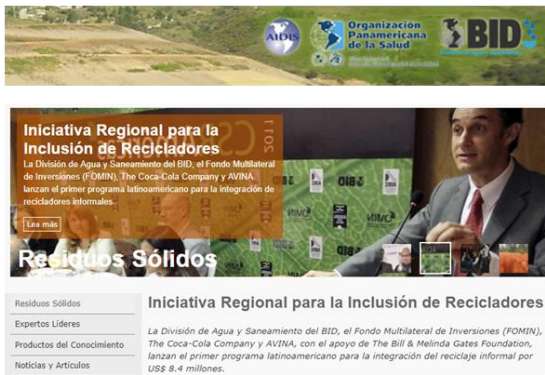 AIDIS
Organización
Panamericana
de la Salud
BID
Iniciativa Regional para la
Inclusión de Recicladores
La División de Agua y Saneamiento del BID, el Fondo Multilateral
de Inversiones (FOMIN), The Coca-Cola Company y AVINA
lanzan el primer programa latinoamericano para la integración de
recicladores informales
Lea más
2011
BID
Residuos Sólidos
Residuos Sólidos
Expertos Líderes
Productos del Conocimiento
Noticias y Artículos
Iniciativa Regional para la Inclusión de Recicladores
La División de Agua y Saneamiento del BID, el Fondo Multilateral de Inversiones (FOMIN),
The Coca-Cola Company y AVINA, con el apoyo de The Bill & Melinda Gates Foundation,
lanzan el primer programa latinoamericano para la integración del reciclaje informal por
US$ 8.4 millones.